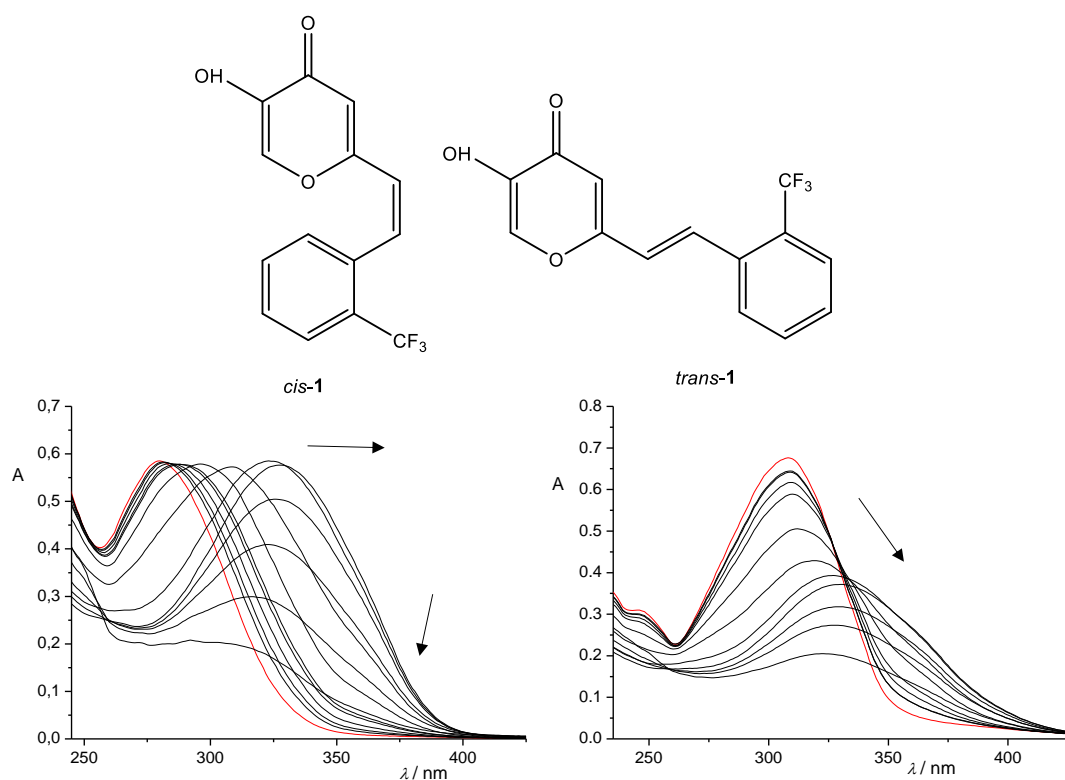 O
OH
O
CF3
cis-1
O
OH
O
CF3
trans-1
0,7
0,6
0,5
0,4
0,3
0,2
0,1
0,0
A
250 300 350 400
λ / nm
0.8
0.7
0.6
0.5
0.4
0.3
0.2
0.1
0.0
A
250 300 350 400
λ / nm